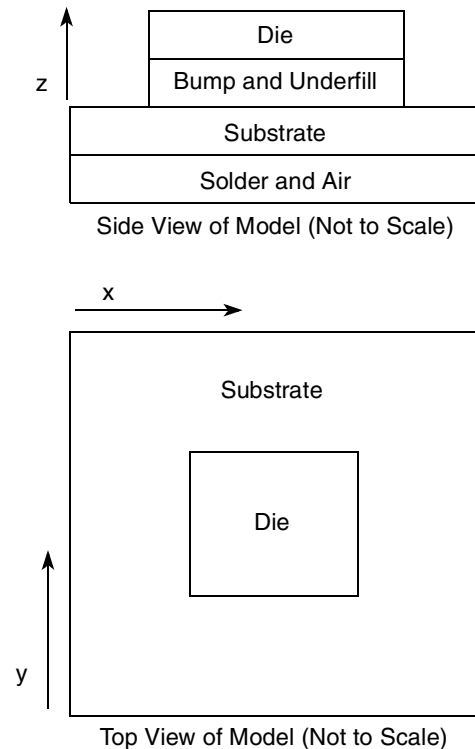 Die
z
Bump and Underfill
Substrate
Solder and Air
Side View of Model (Not to Scale)
x
Substrate
Die
y
Top View of Model (Not to Scale)